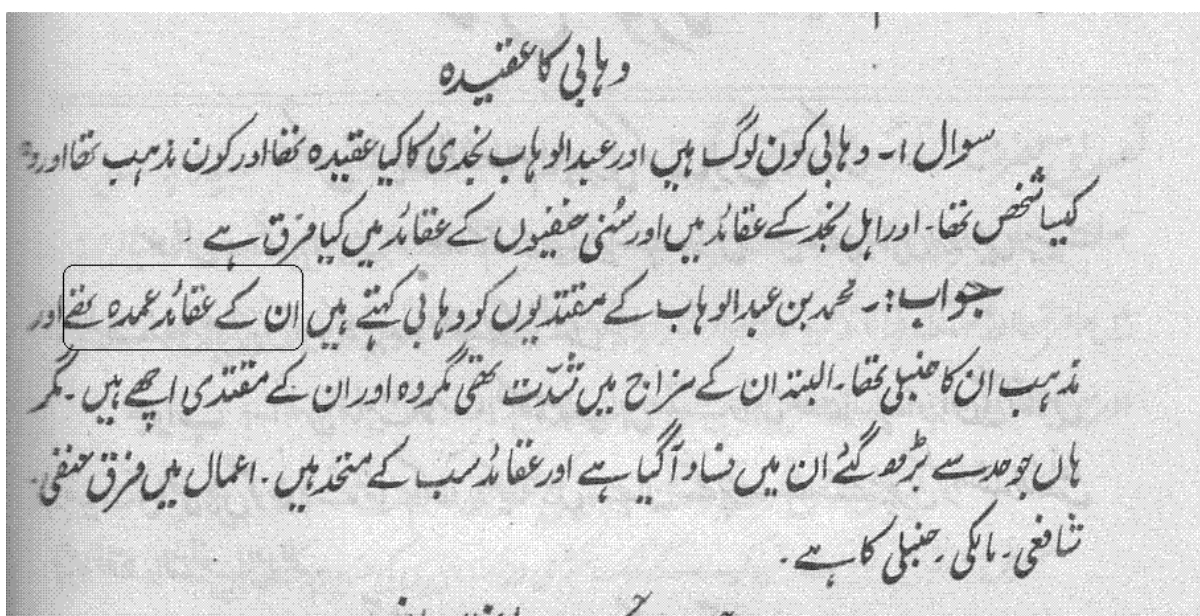 وہابی کا عقیدہ
سوال ۱۔ وہابی کون لوگ ہیں اور عبدالوہاب نجدی کا کیا عقیدہ تھا اور کون مذہب تھا اور وہ
کیسا شخص تھا۔ اور اہل نجد کے عقائد میں اور سُنی حنفیوں کے عقائد میں کیا فرق ہے ۔
جواب:۔ محمد بن عبدالوہاب کے مقتدیوں کو وہابی کہتے ہیں ان کے عقائد عمدہ تھے اور
مذہب ان کا حنبلی تھا۔ البتہ ان کے مزاج میں شدّت تھی مگر وہ اور ان کے مقتدی اچھے ہیں ۔ مگر
ہاں جو حد سے بڑھ گئے ان میں فساد آگیا ہے اور عقائد سب کے متحد ہیں ۔ اعمال میں فرق حنفی۔
شافعی۔ مالکی۔ حنبلی کا ہے ۔